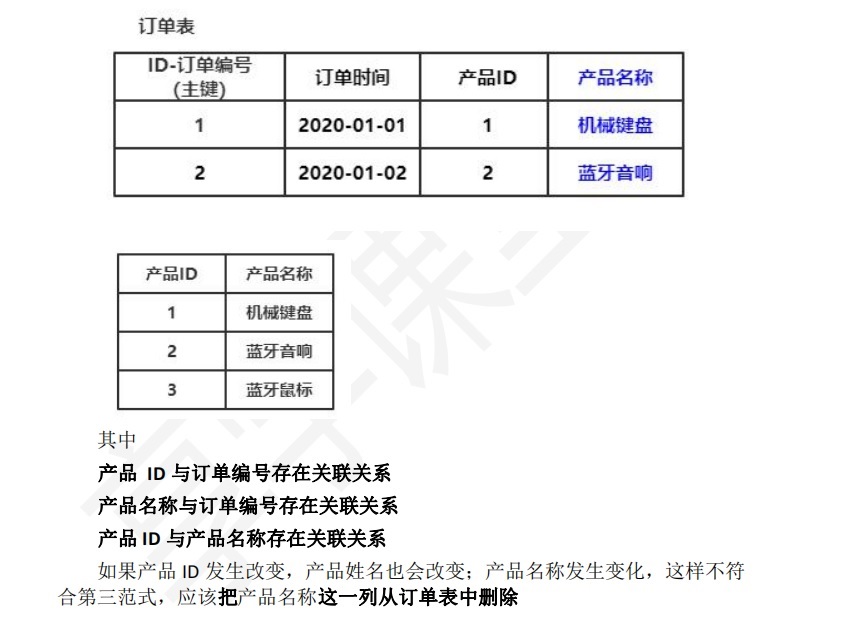 订单表
ID-订单编号
(主键)
订单时间 产品ID 产品名称
1 2020-01-01 1 机械键盘
2 2020-01-02 2 蓝牙音响
产品ID 产品名称
1 机械键盘
2 蓝牙音响
3 蓝牙鼠标
其中
产品 ID 与订单编号存在关联关系
产品名称与订单编号存在关联关系
产品 ID 与产品名称存在关联关系
如果产品 ID 发生改变，产品姓名也会改变；产品名称发生变化，这样不符
合第三范式，应该把产品名称这一列从订单表中删除